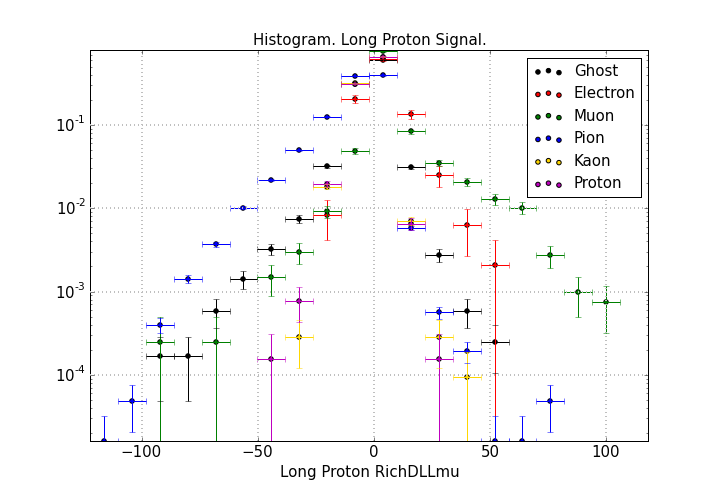 Histogram. Long Proton Signal.
Ghost
Electron
Muon
Pion
Kaon
Proton
10⁻¹
10⁻²
10⁻³
10⁻⁴
−100 −50 0 50 100
Long Proton RichDLLmu